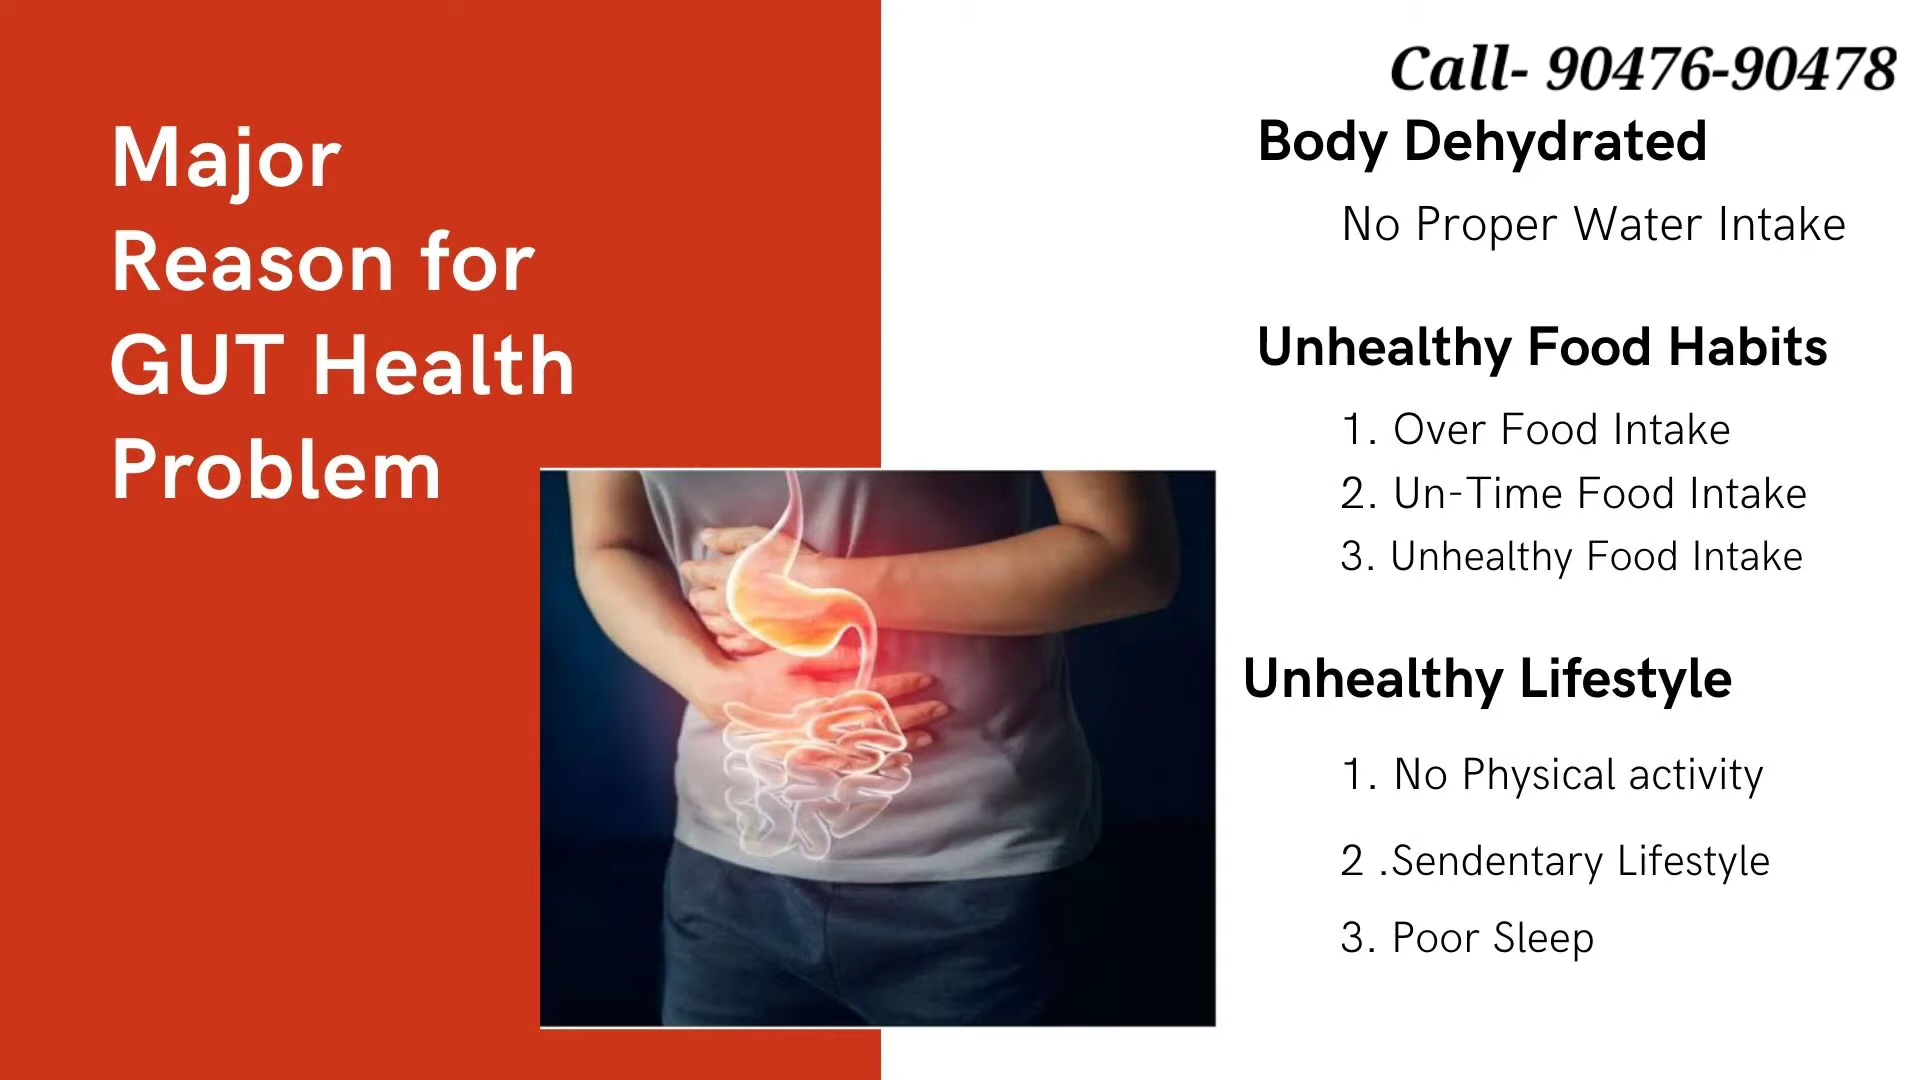 Major
Reason for
GUT Health
Problem
Call- 90476-90478
Body Dehydrated
No Proper Water Intake
Unhealthy Food Habits
1. Over Food Intake
2. Un-Time Food Intake
3. Unhealthy Food Intake
Unhealthy Lifestyle
1. No Physical activity
2 .Sendentary Lifestyle
3. Poor Sleep